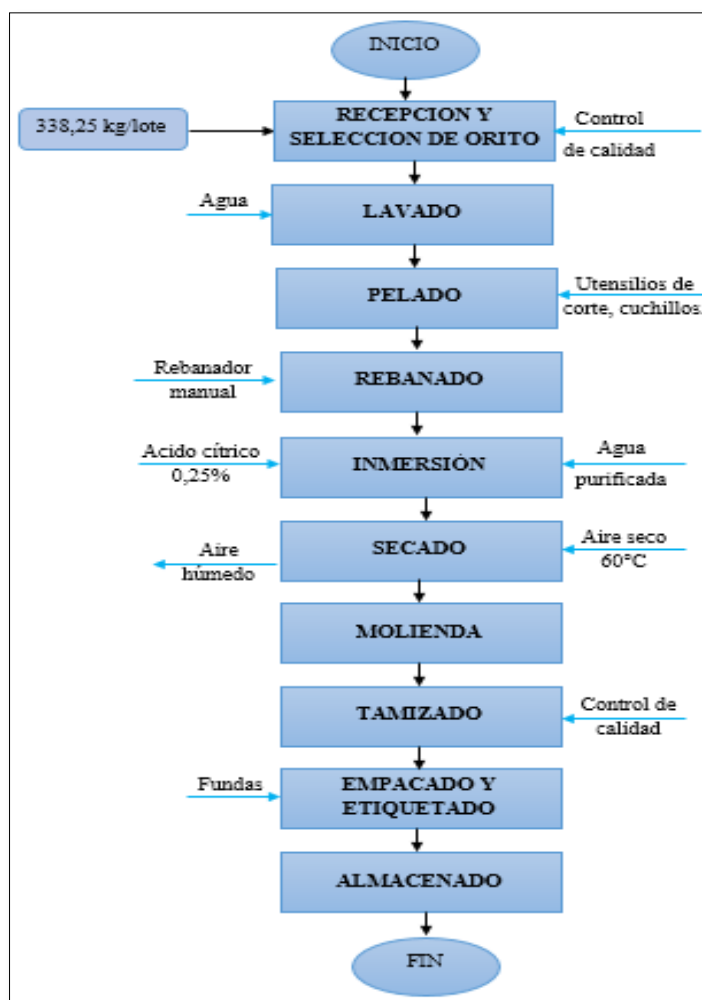 INICIO
338,25 kg/lote
RECEPCION Y
SELECCION DE ORITO
Control
de calidad
Agua
LAVADO
PELADO
Utensilios de
corte, cuchillos
Rebanador
manual
REBANADO
Acido cítrico
0,25%
INMERSIÓN
Agua
purificada
Aire
húmedo
SECADO
Aire seco
60°C
MOLIENDA
TAMIZADO
Control de
calidad
Fundas
EMPACADO Y
ETIQUETADO
ALMACENADO
FIN